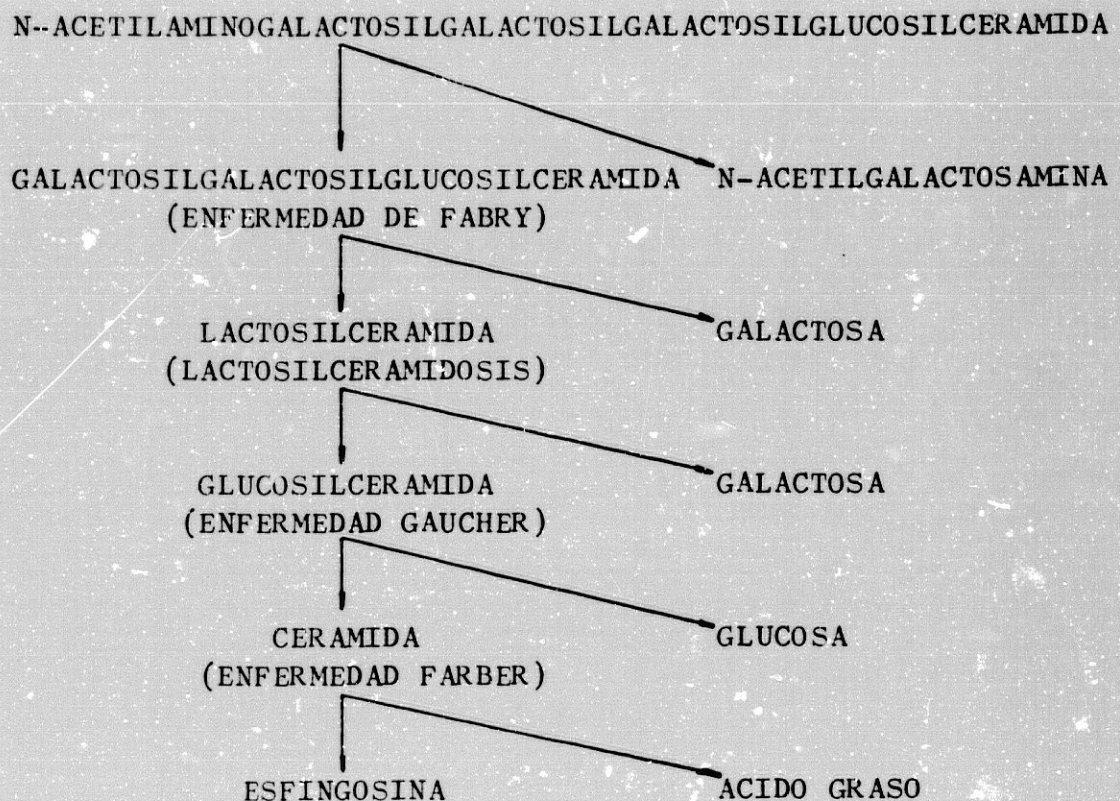 N--ACETILAMINOGALACTOSILGALACTOSILGALACTOSILGLUCOSILCERAMIDA
GALACTOSILGALACTOSILGLUCOSILCERAMIDA N-ACETILGALACTOSAMINA
(ENFERMEDAD DE FABRY)
LACTOSILCERAMIDA GALACTOSA
(LACTOSILCERAMIDOSIS)
GLUCOSILCERAMIDA GALACTOSA
(ENFERMEDAD GAUCHER)
CERAMIDA GLUCOSA
(ENFERMEDAD FARBER)
ESFINGOSINA ACIDO GRASO